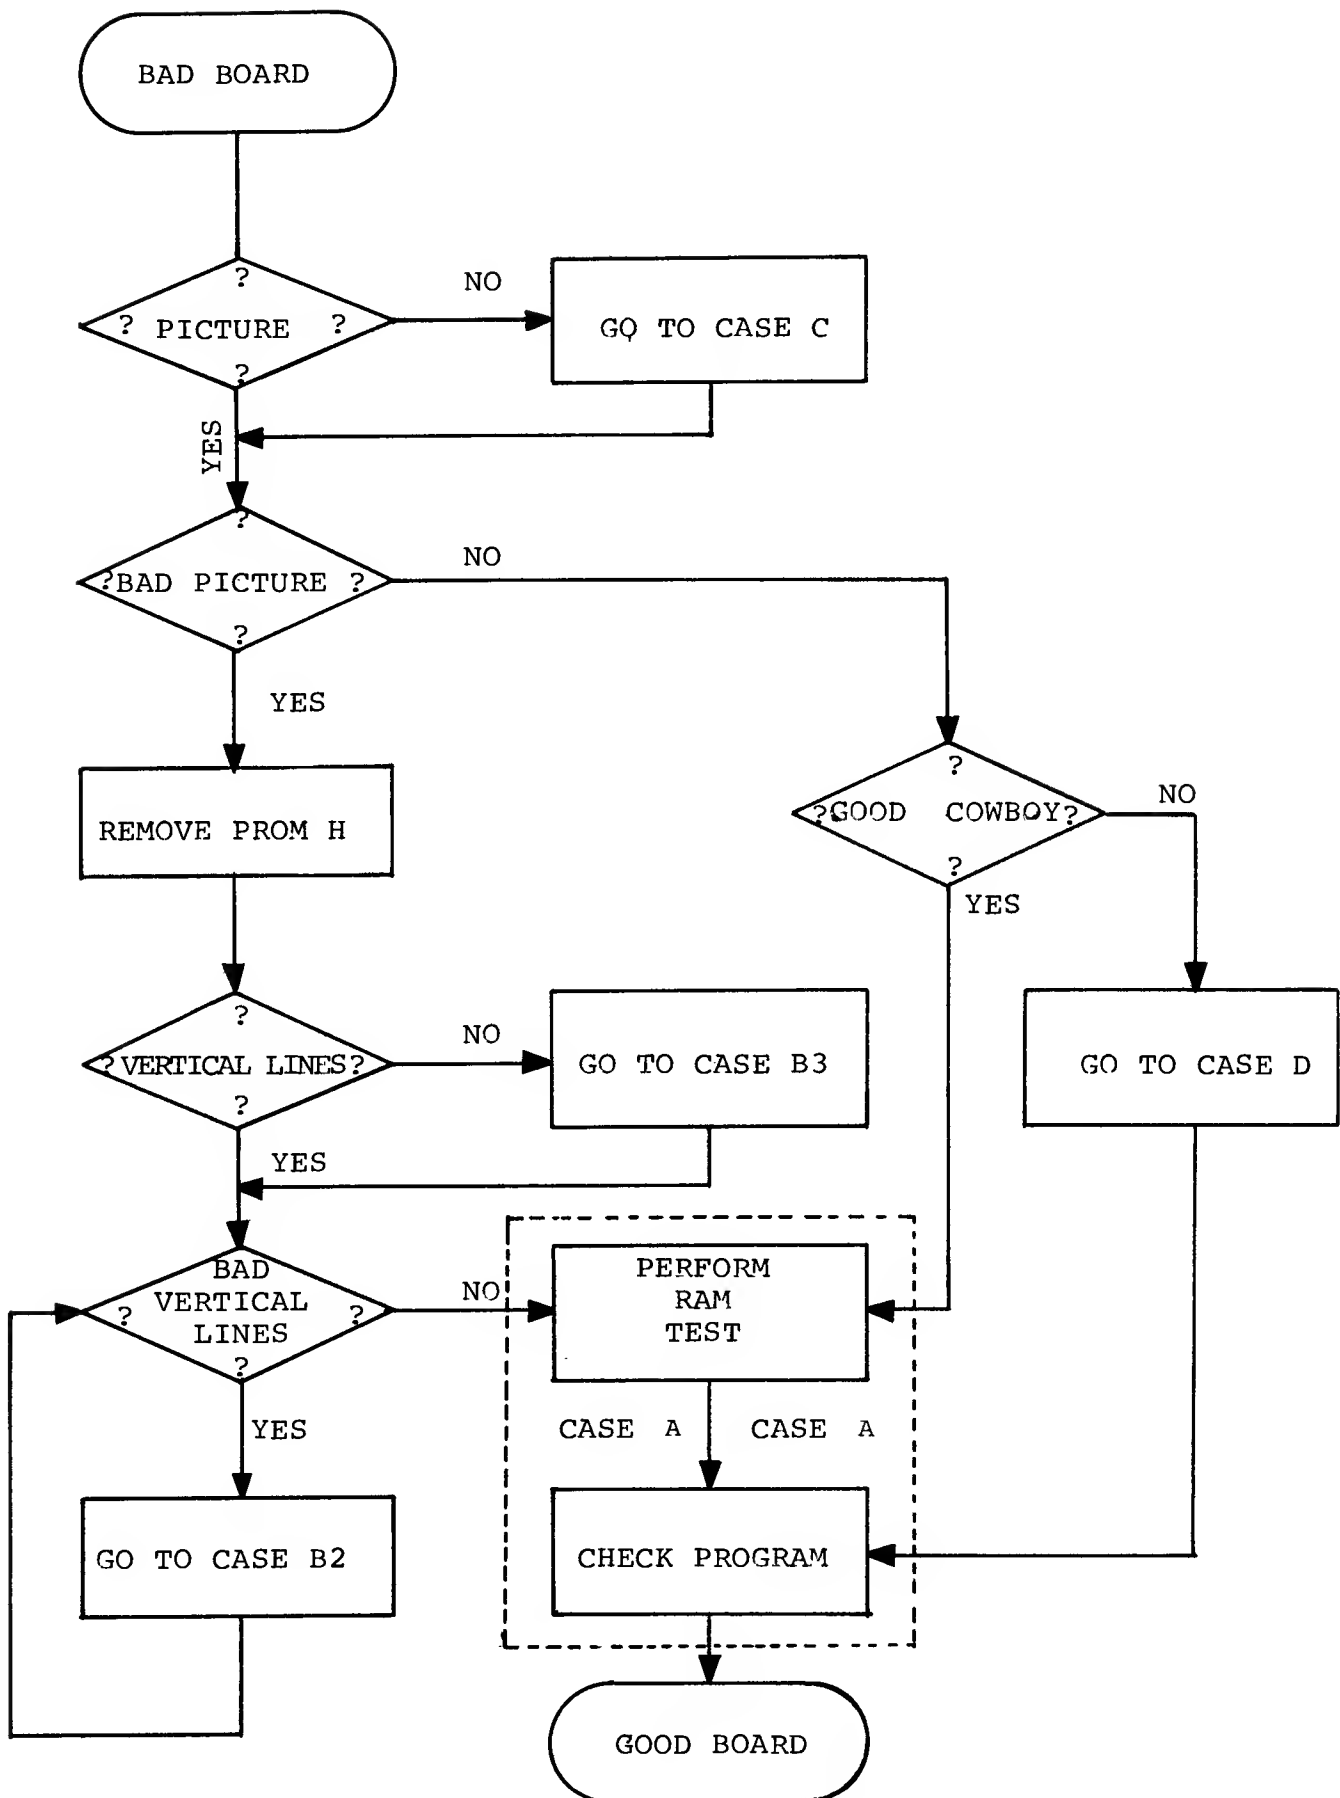 BAD BOARD
?
NO
? PICTURE ?
GO TO CASE C
?
YES
?
NO
?BAD PICTURE ?
?
YES
?
NO
?GOOD COWBOY?
REMOVE PROM H
?
YES
?
NO
?VERTICAL LINES?
GO TO CASE B3
GO TO CASE D
?
YES
BAD
VERTICAL
LINES
? ?
?
NO
PERFORM
RAM
TEST
YES
CASE A CASE A
GO TO CASE B2
CHECK PROGRAM
GOOD BOARD